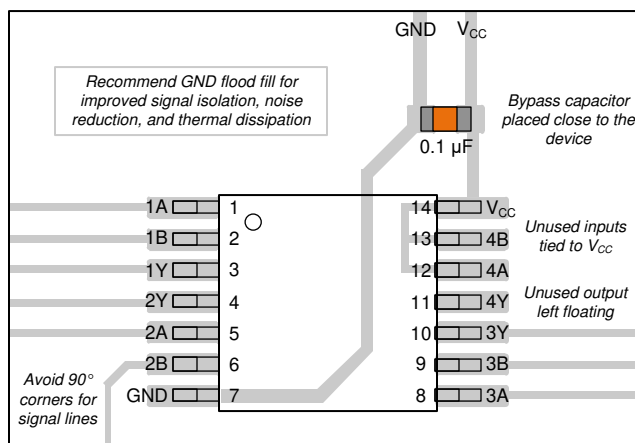 GND VCC
Recommend GND flood fill for
improved signal isolation, noise
reduction, and thermal dissipation
Bypass capacitor
placed close to the
device
0.1 µF
1A 1 14 VCC
1B 2 13 4B
1Y 3 12 4A
2Y 4 11 4Y
2A 5 10 3Y
2B 6 9 3B
GND 7 8 3A
Unused inputs
tied to VCC
Unused output
left floating
Avoid 90°
corners for
signal lines